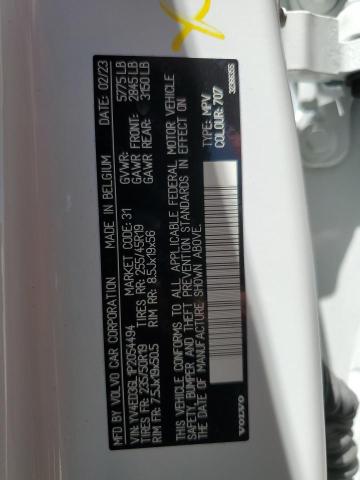 MFD BY VOLVO CAR CORPORATION MADE IN BELGIUM DATE: 02/23
VIN: YV4ED3GL1P2054494 MARKET CODE: 31 GVWR: 5775 LB
TIRES FR: 235/50R19 TIRES RR: 255/45R19 GAWR FRONT: 2845 LB
RIM FR: 7.5Jx19x50.5 RIM RR: 8.5Jx19x56 GAWR REAR: 3150 LB
THIS VEHICLE CONFORMS TO ALL APPLICABLE FEDERAL MOTOR VEHICLE
SAFETY, BUMPER AND THEFT PREVENTION STANDARDS IN EFFECT ON THE
DATE OF MANUFACTURE SHOWN ABOVE.
TYPE: MPV
COLOUR: 707
VOLVO